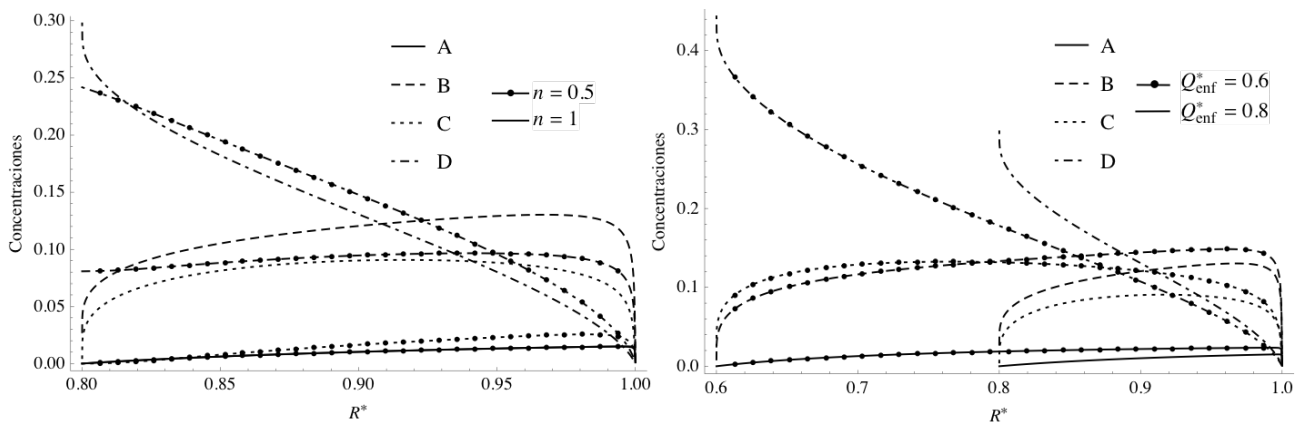 Concentraciones
0.30
0.25
0.20
0.15
0.10
0.05
0.00
0.80
0.85
0.90
0.95
1.00
R*
A
B
C
D
n = 0.5
n = 1
Concentraciones
0.4
0.3
0.2
0.1
0.0
0.6
0.7
0.8
0.9
1.0
R*
A
B
C
D
Q*enf = 0.6
Q*enf = 0.8